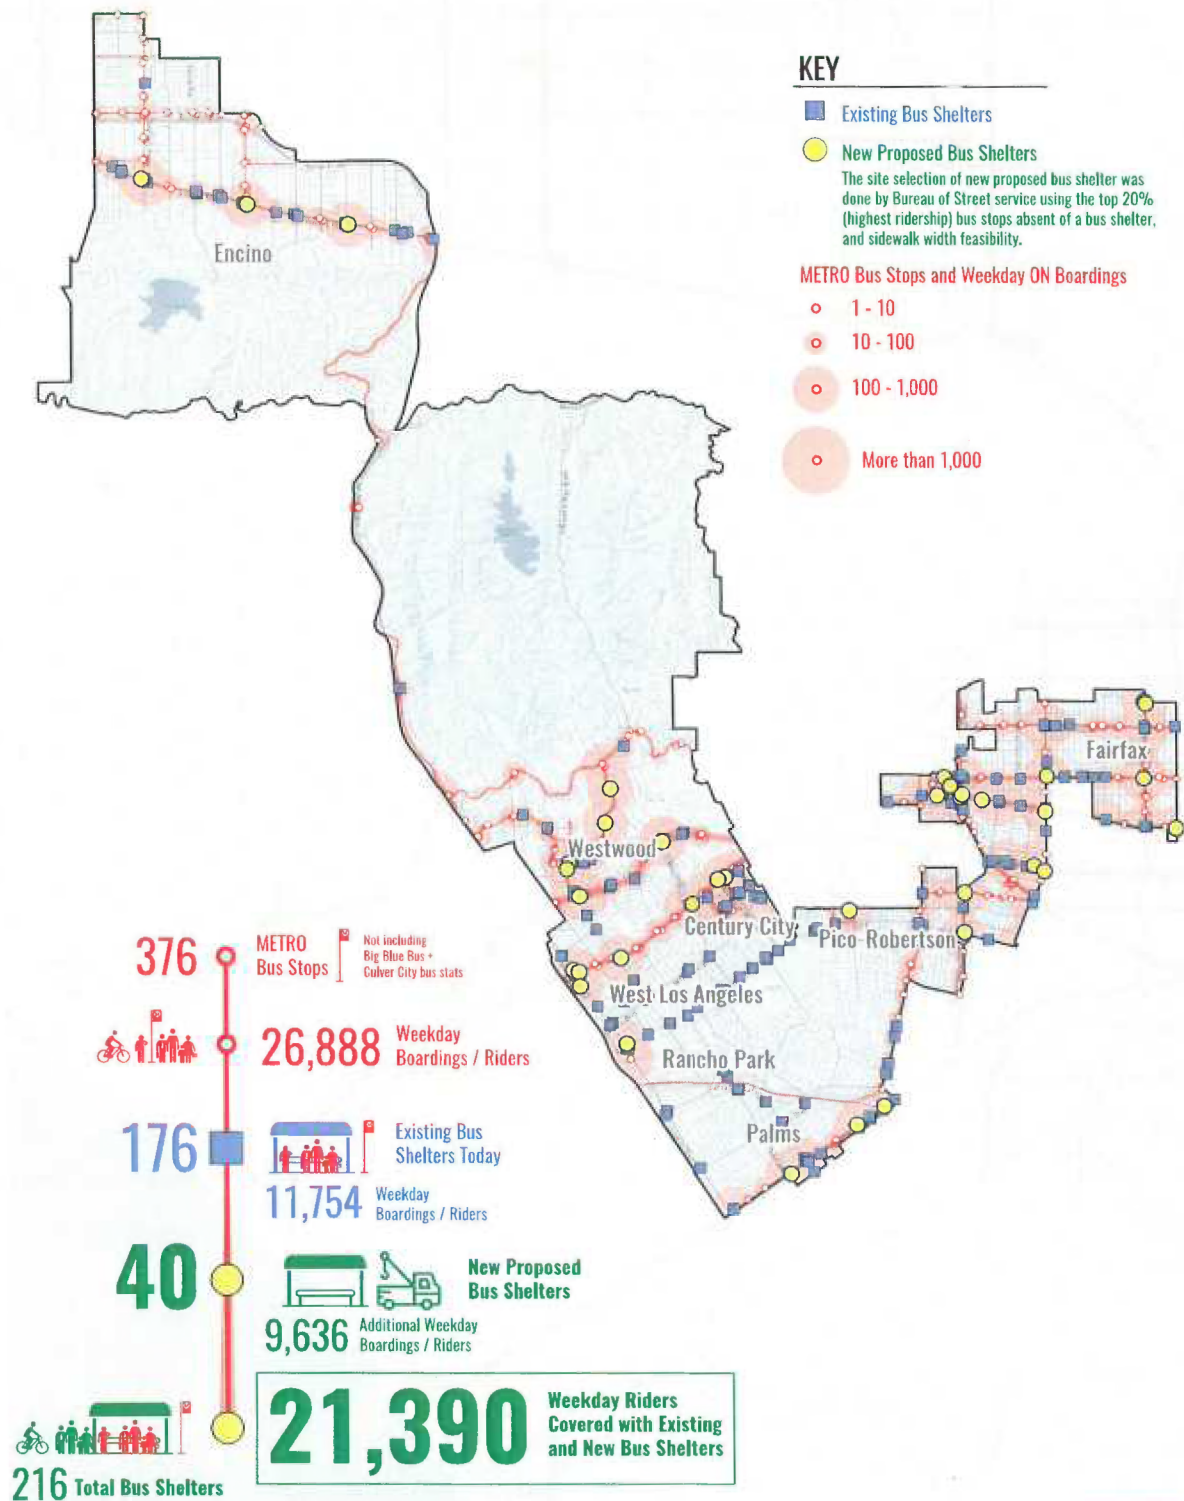 KEY
Existing Bus Shelters
New Proposed Bus Shelters
The site selection of new proposed bus shelter was
done by Bureau of Street service using the top 20%
(highest ridership) bus stops absent of a bus shelter,
and sidewalk width feasibility.
METRO Bus Stops and Weekday ON Boardings
1 - 10
10 - 100
100 - 1,000
More than 1,000
Encino
Fairfax
Westwood
Century City
Pico-Robertson
West Los Angeles
Rancho Park
Palms
376
METRO
Bus Stops
Not including
Big Blue Bus +
Culver City bus stats
26,888
Weekday
Boardings / Riders
176
Existing Bus
Shelters Today
11,754
Weekday
Boardings / Riders
40
New Proposed
Bus Shelters
9,636
Additional Weekday
Boardings / Riders
21,390
Weekday Riders
Covered with Existing
and New Bus Shelters
216 Total Bus Shelters